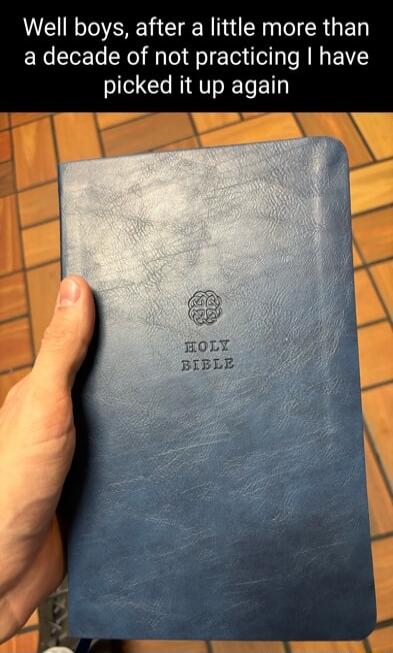 Well boys, after a little more than
a decade of not practicing I have
picked it up again
HOLY
BIBLE